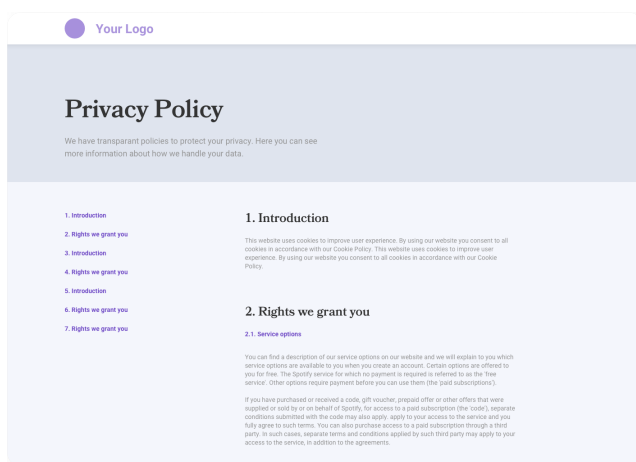 Your Logo
Privacy Policy
We have transparant policies to protect your privacy. Here you can see
more information about how we handle your data.
1. Introduction
2. Rights we grant you
3. Introduction
4. Rights we grant you
5. Introduction
6. Rights we grant you
7. Rights we grant you
1. Introduction
This website uses cookies to improve user experience. By using our website you consent to all
cookies in accordance with our Cookie Policy. This website uses cookies to improve user
experience. By using our website you consent to all cookies in accordance with our Cookie
Policy.
2. Rights we grant you
2.1. Service options
You can find a description of our service options on our website and we will explain to you which
service options are available to you when you create an account. Certain options are offered to
you for free. The Spotify service for which no payment is required is referred to as the 'free
service'. Other options require payment before you can use them (the 'paid subscriptions').
If you have purchased or received a code, gift voucher, prepaid offer or other offers that were
supplied or sold by or on behalf of Spotify, for access to a paid subscription (the 'code'), separate
conditions submitted with the code may also apply. apply to your access to the service and you
fully agree to such terms. You can also purchase access to a paid subscription through a third
party. In such cases, separate terms and conditions applied by such third party may apply to your
access to the service, in addition to the agreements.